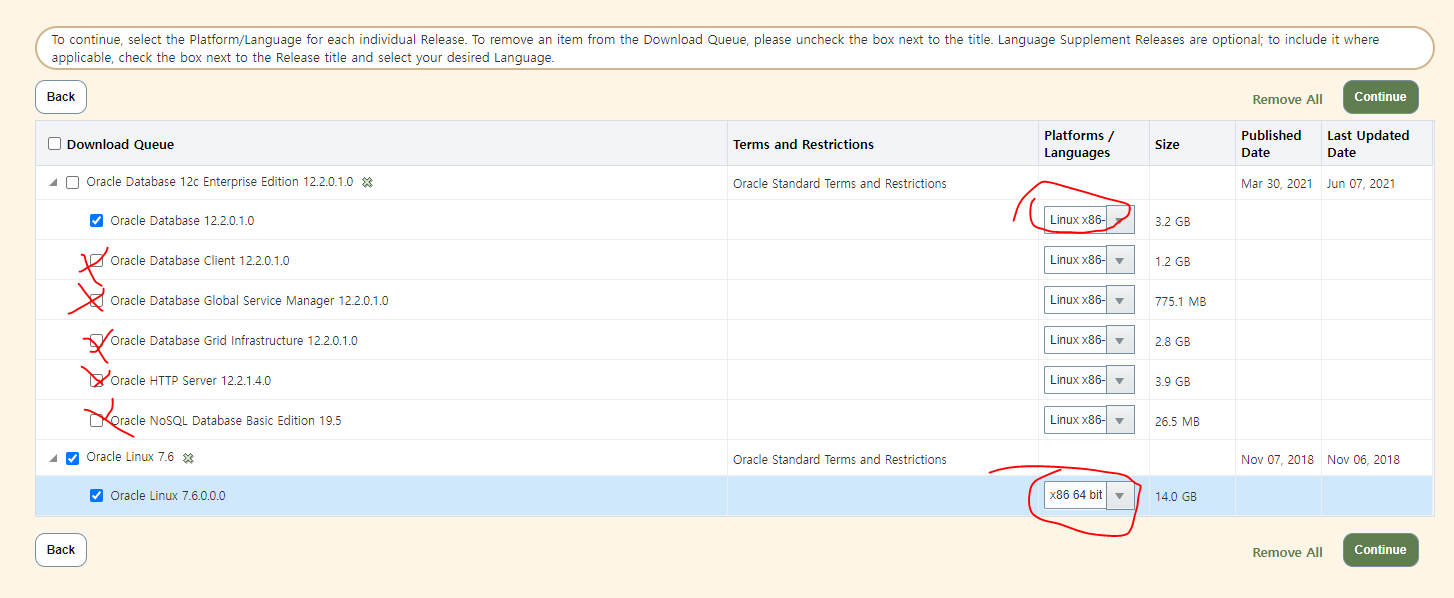 To continue, select the Platform/Language for each individual Release. To remove an item from the Download Queue, please uncheck the box next to the title. Language Supplement Releases are optional; to include it where
applicable, check the box next to the Release title and select your desired Language.
Back
Remove All
Continue
Download Queue
Terms and Restrictions
Platforms /
Languages
Size
Published
Date
Last Updated
Date
Oracle Database 12c Enterprise Edition 12.2.0.1.0
Oracle Standard Terms and Restrictions
Mar 30, 2021
Jun 07, 2021
Oracle Database 12.2.0.1.0
Linux x86-
3.2 GB
Oracle Database Client 12.2.0.1.0
Linux x86-
1.2 GB
Oracle Database Global Service Manager 12.2.0.1.0
Linux x86-
775.1 MB
Oracle Database Grid Infrastructure 12.2.0.1.0
Linux x86-
2.8 GB
Oracle HTTP Server 12.2.1.4.0
Linux x86-
3.9 GB
Oracle NoSQL Database Basic Edition 19.5
Linux x86-
26.5 MB
Oracle Linux 7.6
Oracle Standard Terms and Restrictions
Nov 07, 2018
Nov 06, 2018
Oracle Linux 7.6.0.0.0
x86 64 bit
14.0 GB
Back
Remove All
Continue